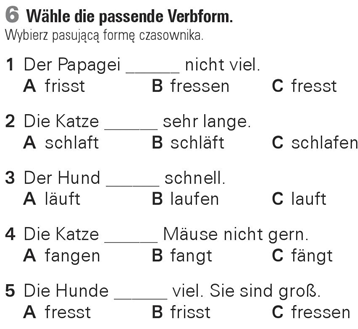 6 Wähle die passende Verbform.
Wybierz pasującą formę czasownika.
1 Der Papagei ______ nicht viel.
A frisst B fressen C fresst
2 Die Katze ______ sehr lange.
A schlaft B schläft C schlafen
3 Der Hund ______ schnell.
A läuft B laufen C lauft
4 Die Katze ______ Mäuse nicht gern.
A fangen B fangt C fängt
5 Die Hunde ______ viel. Sie sind groß.
A fresst B frisst C fressen